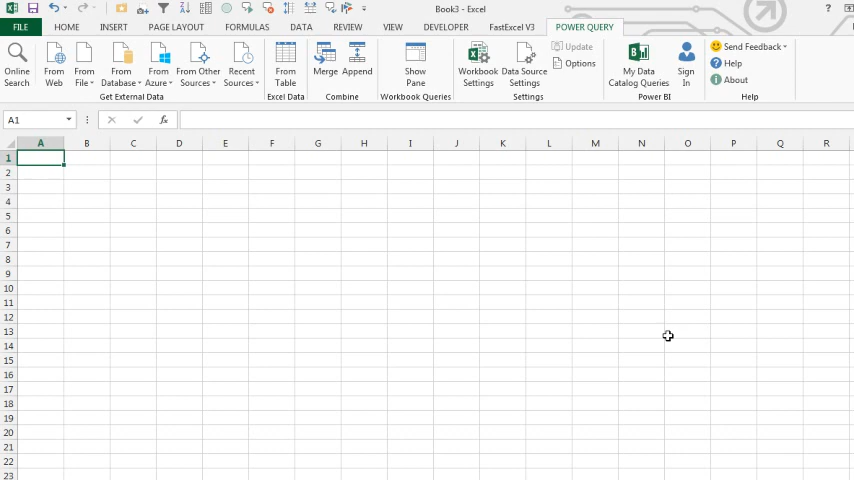 Book3 - Excel
FILE HOME INSERT PAGE LAYOUT FORMULAS DATA REVIEW VIEW DEVELOPER FastExcel V3 POWER QUERY
Online Search
From Web
From File
From Database
From Azure
From Other Sources
Recent Sources
Get External Data
From Table
Excel Data
Merge
Append
Combine
Show Pane
Workbook Queries
Workbook Settings
Data Source Settings
Update
Options
Settings
My Data Catalog Queries
Sign In
Power BI
Send Feedback
Help
About
Help
A1
fx
A B C D E F G H I J K L M N O P Q R
1
2
3
4
5
6
7
8
9
10
11
12
13
14
15
16
17
18
19
20
21
22
23